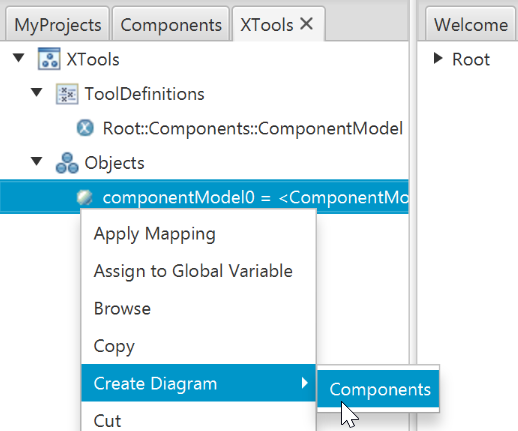 MyProjects
Components
XTools
Welcome
XTools
Root
ToolDefinitions
Root::Components::ComponentModel
Objects
componentModel0 = <ComponentMo
Apply Mapping
Assign to Global Variable
Browse
Copy
Create Diagram
Components
Cut